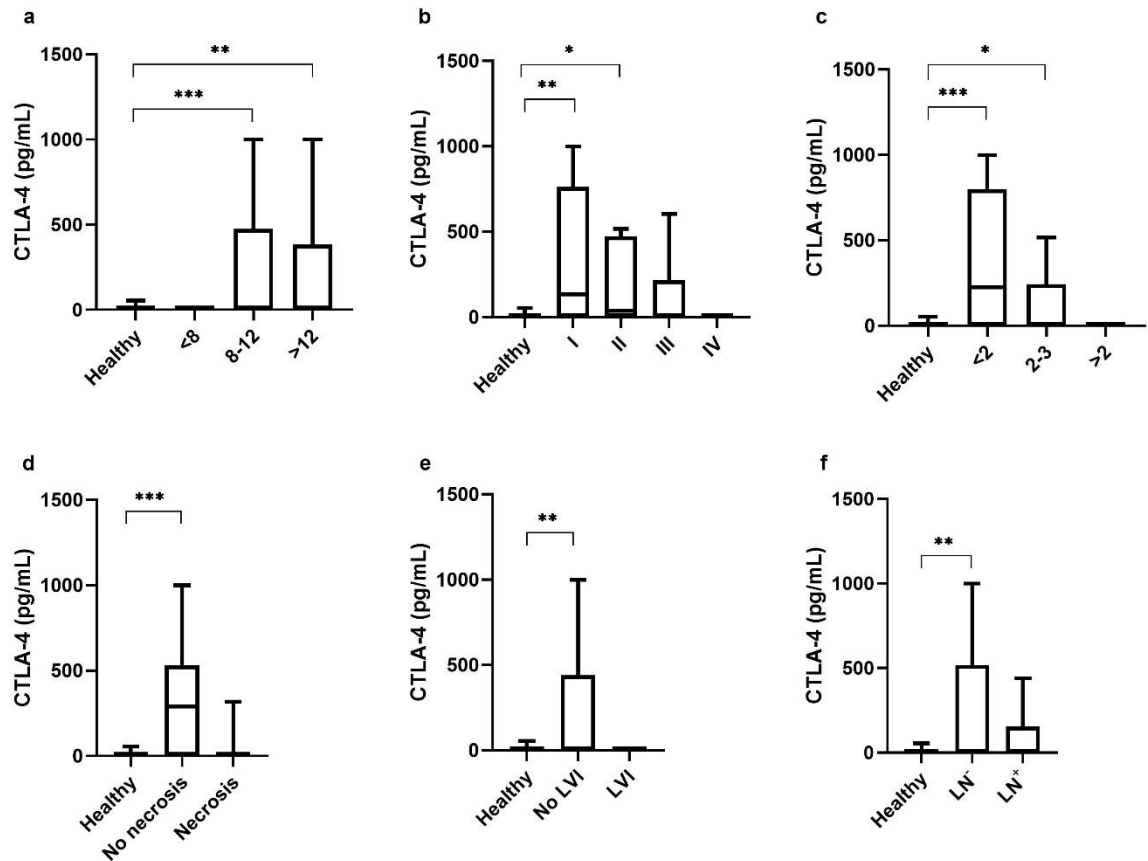 a
1500
1000
500
0
CTLA-4 (pg/mL)
**
***
Healthy
<8
8-12
>12
b
1500
1000
500
0
CTLA-4 (pg/mL)
*
**
Healthy
I
II
III
IV
c
1500
1000
500
0
CTLA-4 (pg/mL)
*
***
Healthy
<2
2-3
>2
d
1500
1000
500
0
CTLA-4 (pg/mL)
***
Healthy
No necrosis
Necrosis
e
1500
1000
500
0
CTLA-4 (pg/mL)
**
Healthy
No LVI
LVI
f
1500
1000
500
0
CTLA-4 (pg/mL)
**
Healthy
LN⁻
LN⁺